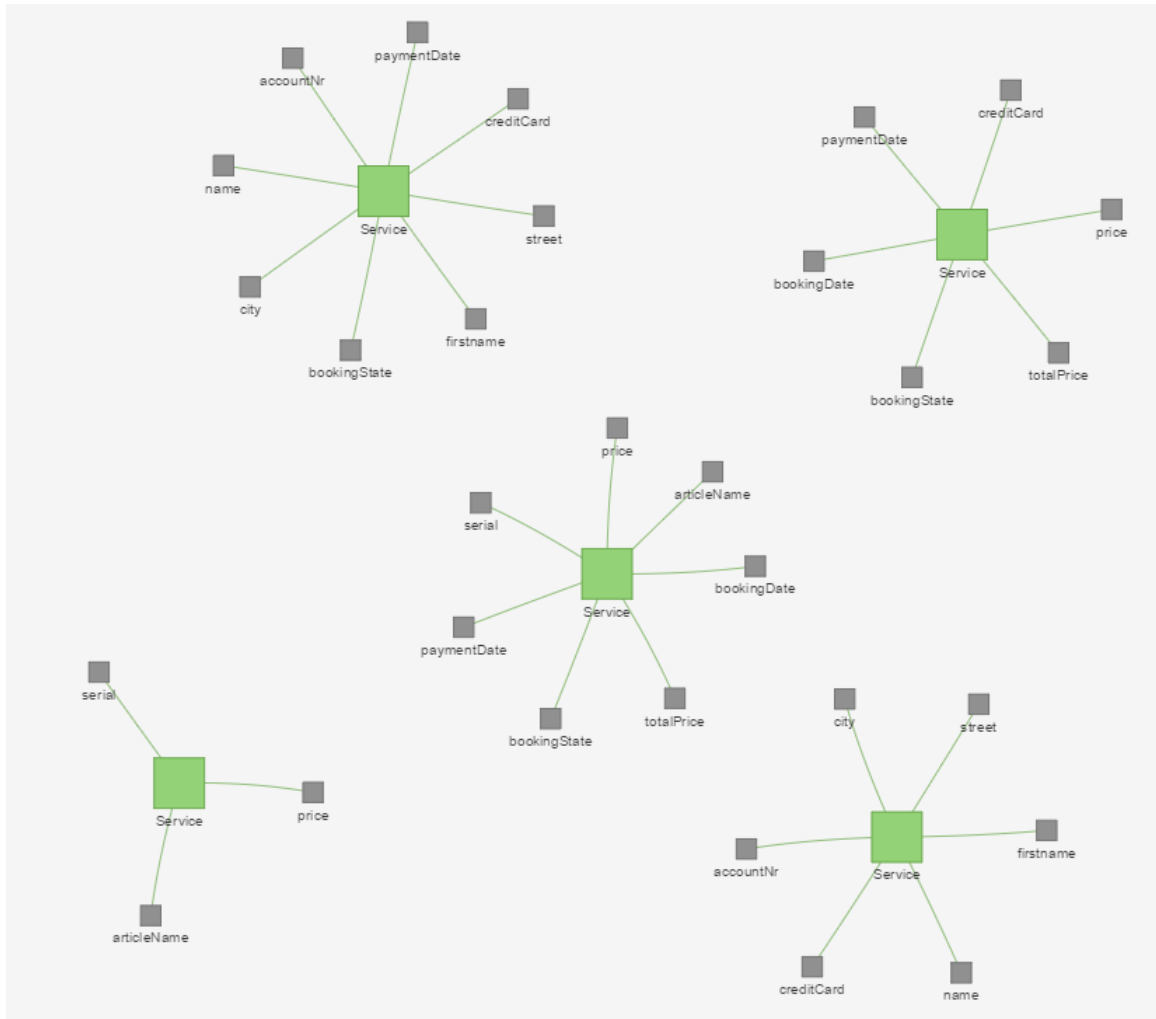 paymentDate
accountNr
creditCard
name
Service
street
city
firstname
bookingState
creditCard
paymentDate
price
Service
bookingDate
totalPrice
bookingState
price
articleName
serial
bookingDate
Service
paymentDate
totalPrice
bookingState
serial
price
Service
articleName
city
street
firstname
accountNr
Service
creditCard
name